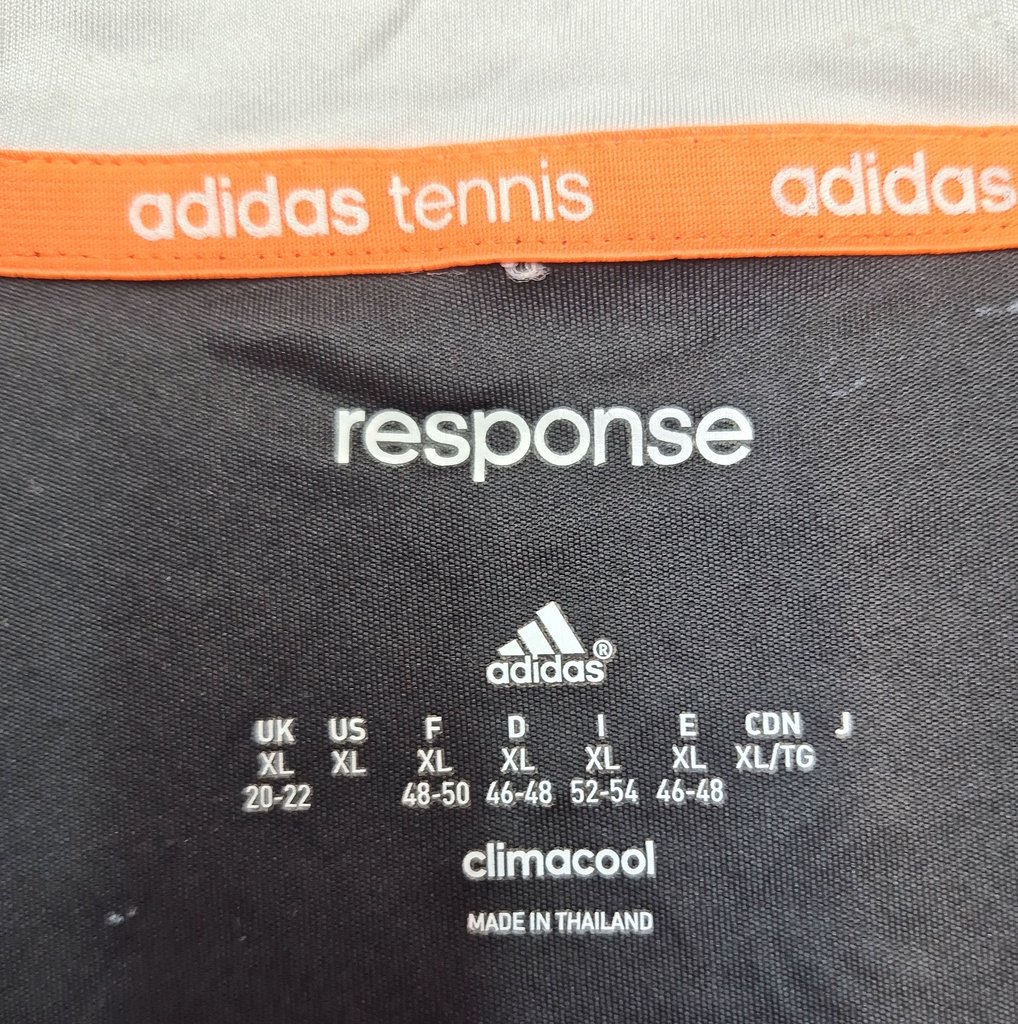 adidas tennis adidas
response
adidas®
UK US F D I E CDN J
XL XL XL XL XL XL XL/TG
20-22 48-50 46-48 52-54 46-48
climacool
MADE IN THAILAND